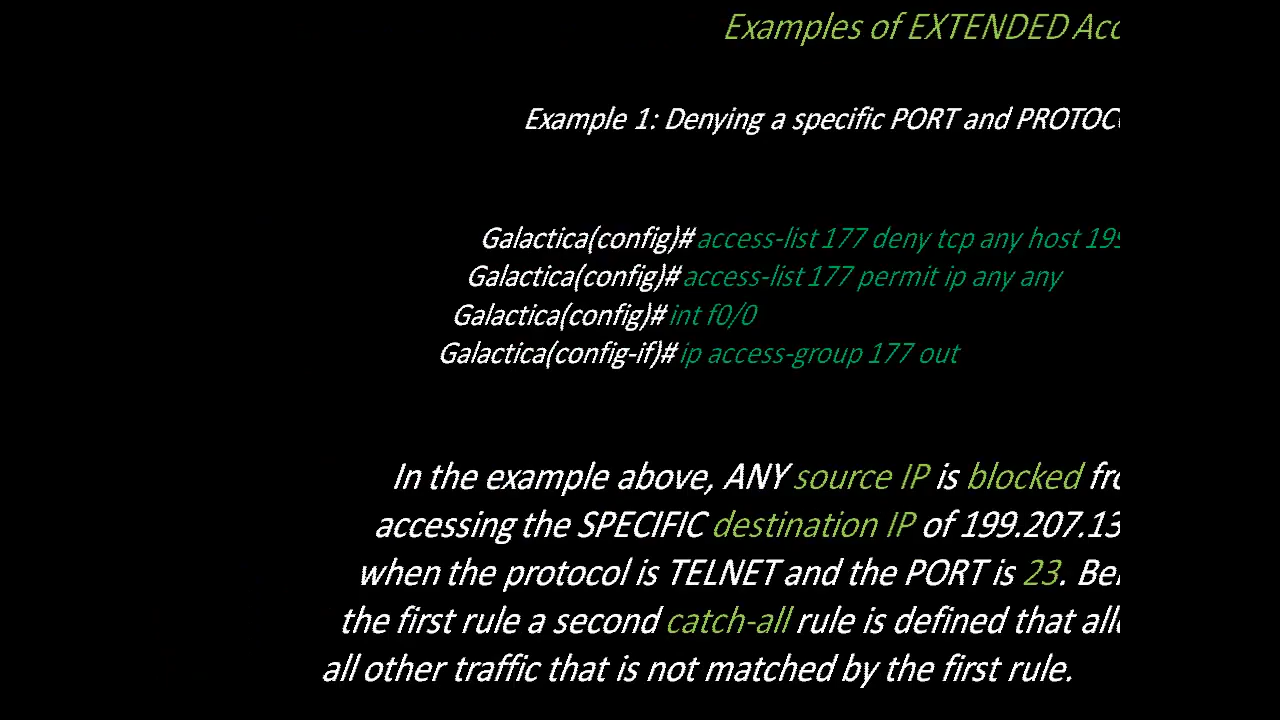 Examples of EXTENDED Acc
Example 1: Denying a specific PORT and PROTOC
Galactica(config)# access-list 177 deny tcp any host 199
Galactica(config)# access-list 177 permit ip any any
Galactica(config)# int f0/0
Galactica(config-if)# ip access-group 177 out
In the example above, ANY source IP is blocked fro
accessing the SPECIFIC destination IP of 199.207.13
when the protocol is TELNET and the PORT is 23. Be
the first rule a second catch-all rule is defined that all
all other traffic that is not matched by the first rule.